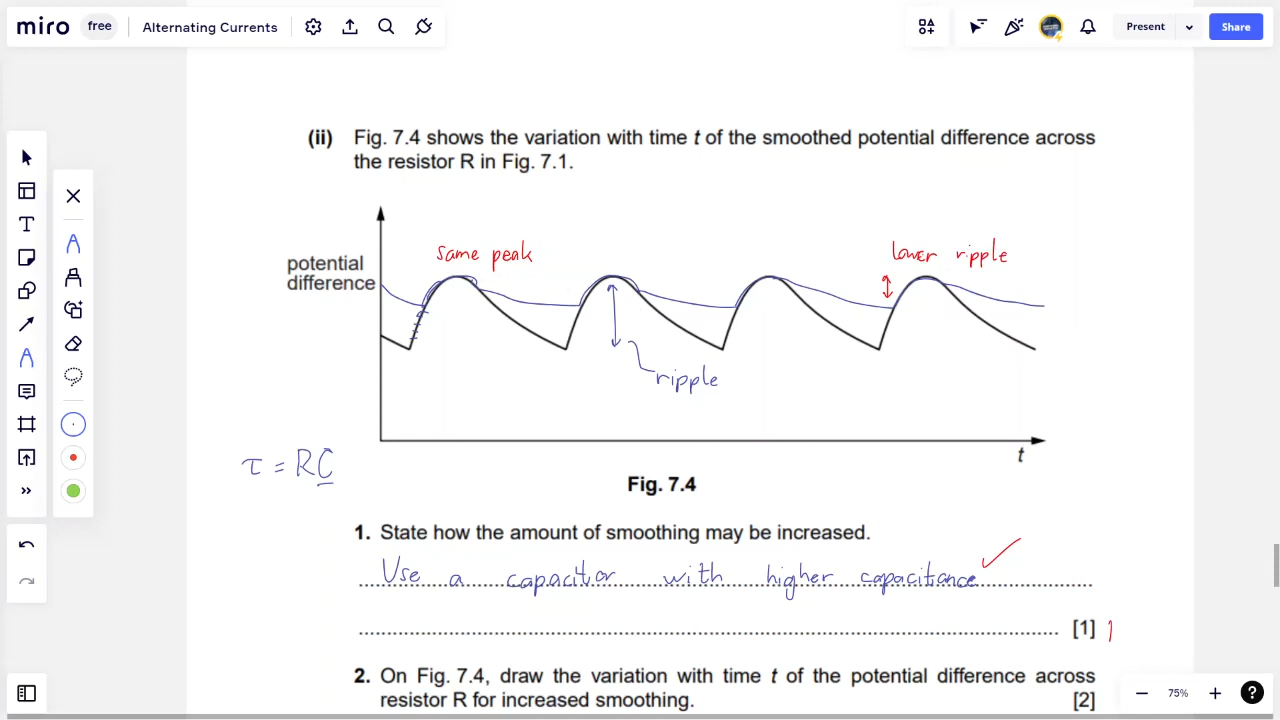 miro free Alternating Currents Present Share
(ii) Fig. 7.4 shows the variation with time t of the smoothed potential difference across
the resistor R in Fig. 7.1.
same peak
lower ripple
potential
difference
ripple
t
τ = RC
Fig. 7.4
1. State how the amount of smoothing may be increased.
Use a capacitor with higher capacitance
[1] 1
2. On Fig. 7.4, draw the variation with time t of the potential difference across
resistor R for increased smoothing. [2]
75%